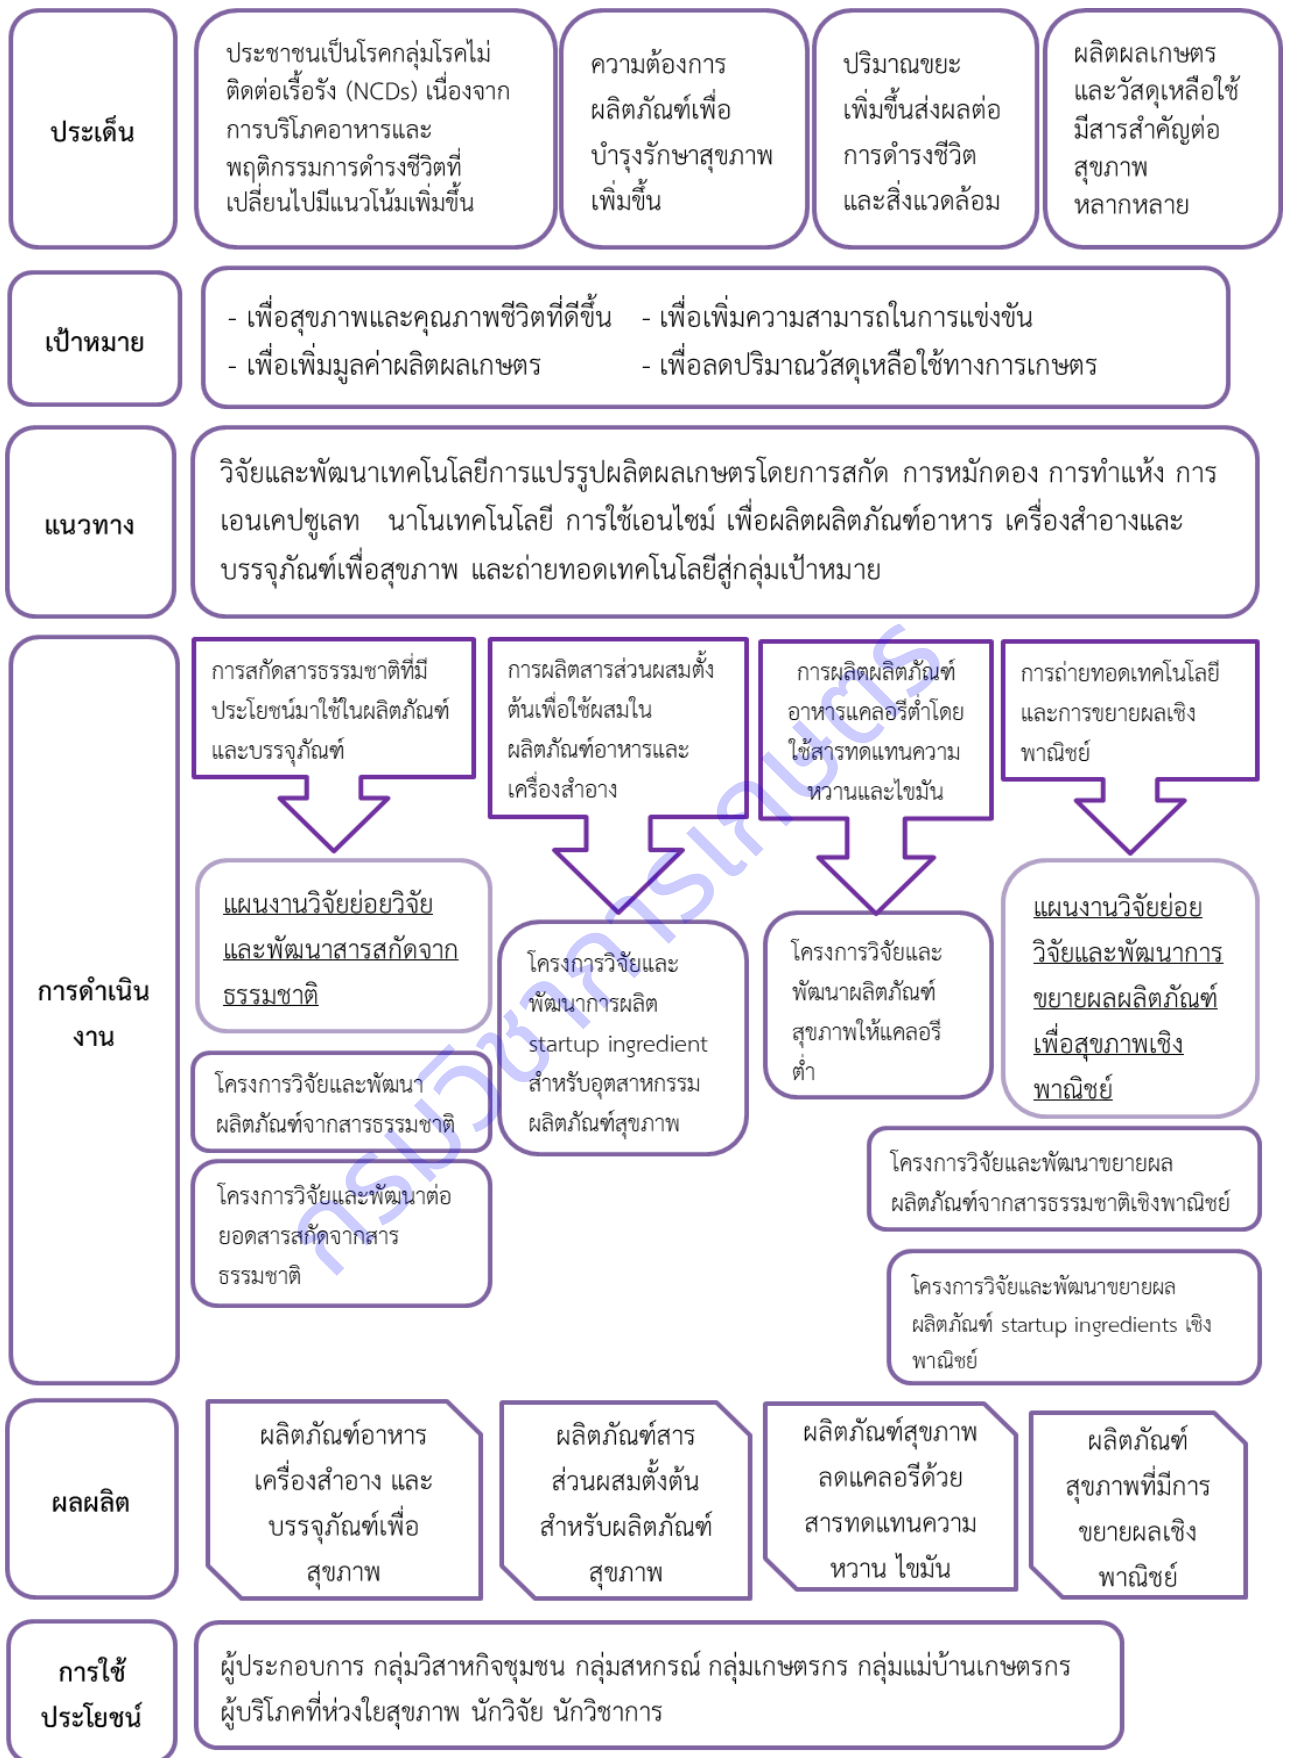 ประเด็น
ประชาชนเป็นโรคกลุ่มโรคไม่
ติดต่อเรื้อรัง (NCDs) เนื่องจาก
การบริโภคอาหารและ
พฤติกรรมการดำรงชีวิตที่
เปลี่ยนไปมีแนวโน้มเพิ่มขึ้น
ความต้องการ
ผลิตภัณฑ์เพื่อ
บำรุงรักษาสุขภาพ
เพิ่มขึ้น
ปริมาณขยะ
เพิ่มขึ้นส่งผลต่อ
การดำรงชีวิต
และสิ่งแวดล้อม
ผลิตผลเกษตร
และวัสดุเหลือใช้
มีสารสำคัญต่อ
สุขภาพ
หลากหลาย
เป้าหมาย
- เพื่อสุขภาพและคุณภาพชีวิตที่ดีขึ้น - เพื่อเพิ่มความสามารถในการแข่งขัน
- เพื่อเพิ่มมูลค่าผลิตผลเกษตร - เพื่อลดปริมาณวัสดุเหลือใช้ทางการเกษตร
แนวทาง
วิจัยและพัฒนาเทคโนโลยีการแปรรูปผลิตผลเกษตรโดยการสกัด การหมักดอง การทำแห้ง การ
เอนเคปซูเลท นาโนเทคโนโลยี การใช้เอนไซม์ เพื่อผลิตผลิตภัณฑ์อาหาร เครื่องสำอางและ
บรรจุภัณฑ์เพื่อสุขภาพ และถ่ายทอดเทคโนโลยีสู่กลุ่มเป้าหมาย
การดำเนิน
งาน
การสกัดสารธรรมชาติที่มี
ประโยชน์มาใช้ในผลิตภัณฑ์
และบรรจุภัณฑ์
การผลิตสารส่วนผสมตั้ง
ต้นเพื่อใช้ผสมใน
ผลิตภัณฑ์อาหารและ
เครื่องสำอาง
การผลิตผลิตภัณฑ์
อาหารแคลอรีต่ำโดย
ใช้สารทดแทนความ
หวานและไขมัน
การถ่ายทอดเทคโนโลยี
และการขยายผลเชิง
พาณิชย์
แผนงานวิจัยย่อยวิจัย
และพัฒนาสารสกัดจาก
ธรรมชาติ
โครงการวิจัยและพัฒนา
ผลิตภัณฑ์จากสารธรรมชาติ
โครงการวิจัยและพัฒนาต่อ
ยอดสารสกัดจากสาร
ธรรมชาติ
โครงการวิจัยและ
พัฒนาการผลิต
startup ingredient
สำหรับอุตสาหกรรม
ผลิตภัณฑ์สุขภาพ
โครงการวิจัยและ
พัฒนาผลิตภัณฑ์
สุขภาพให้แคลอรี
ต่ำ
แผนงานวิจัยย่อย
วิจัยและพัฒนาการ
ขยายผลผลิตภัณฑ์
เพื่อสุขภาพเชิง
พาณิชย์
โครงการวิจัยและพัฒนาขยายผล
ผลิตภัณฑ์จากสารธรรมชาติเชิงพาณิชย์
โครงการวิจัยและพัฒนาขยายผล
ผลิตภัณฑ์ startup ingredients เชิง
พาณิชย์
กรมวิชาการเกษตร
ผลผลิต
ผลิตภัณฑ์อาหาร
เครื่องสำอาง และ
บรรจุภัณฑ์เพื่อ
สุขภาพ
ผลิตภัณฑ์สาร
ส่วนผสมตั้งต้น
สำหรับผลิตภัณฑ์
สุขภาพ
ผลิตภัณฑ์สุขภาพ
ลดแคลอรีด้วย
สารทดแทนความ
หวาน ไขมัน
ผลิตภัณฑ์
สุขภาพที่มีการ
ขยายผลเชิง
พาณิชย์
การใช้
ประโยชน์
ผู้ประกอบการ กลุ่มวิสาหกิจชุมชน กลุ่มสหกรณ์ กลุ่มเกษตรกร กลุ่มแม่บ้านเกษตรกร
ผู้บริโภคที่ห่วงใยสุขภาพ นักวิจัย นักวิชาการ